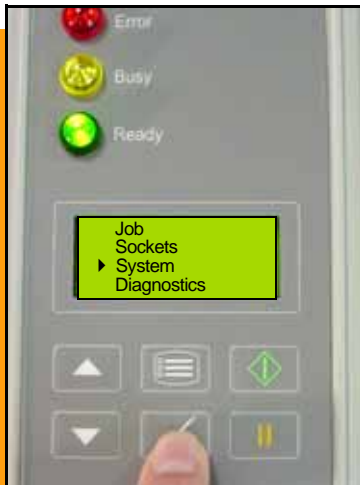 Error
Busy
Ready
Job
Sockets
System
Diagnostics